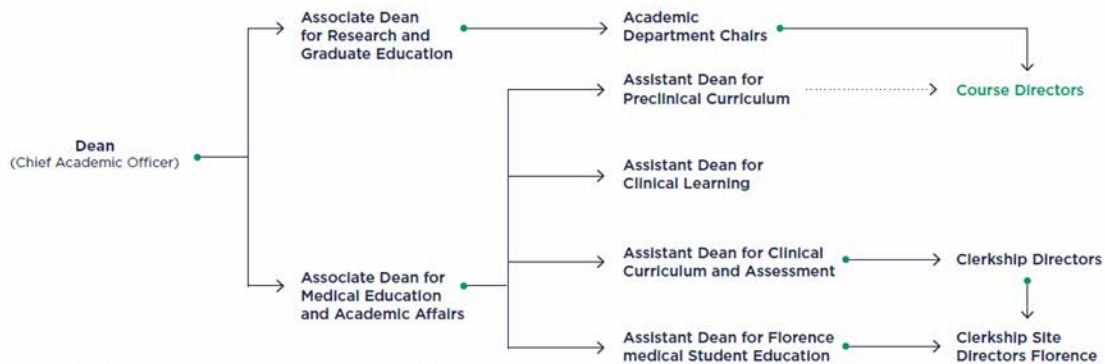 Associate Dean
for Research and
Graduate Education
Academic
Department Chairs
Assistant Dean for
Preclinical Curriculum
Course Directors
Dean
(Chief Academic Officer)
Assistant Dean for
Clinical Learning
Associate Dean for
Medical Education
and Academic Affairs
Assistant Dean for Clinical
Curriculum and Assessment
Clerkship Directors
Assistant Dean for Florence
medical Student Education
Clerkship Site
Directors Florence